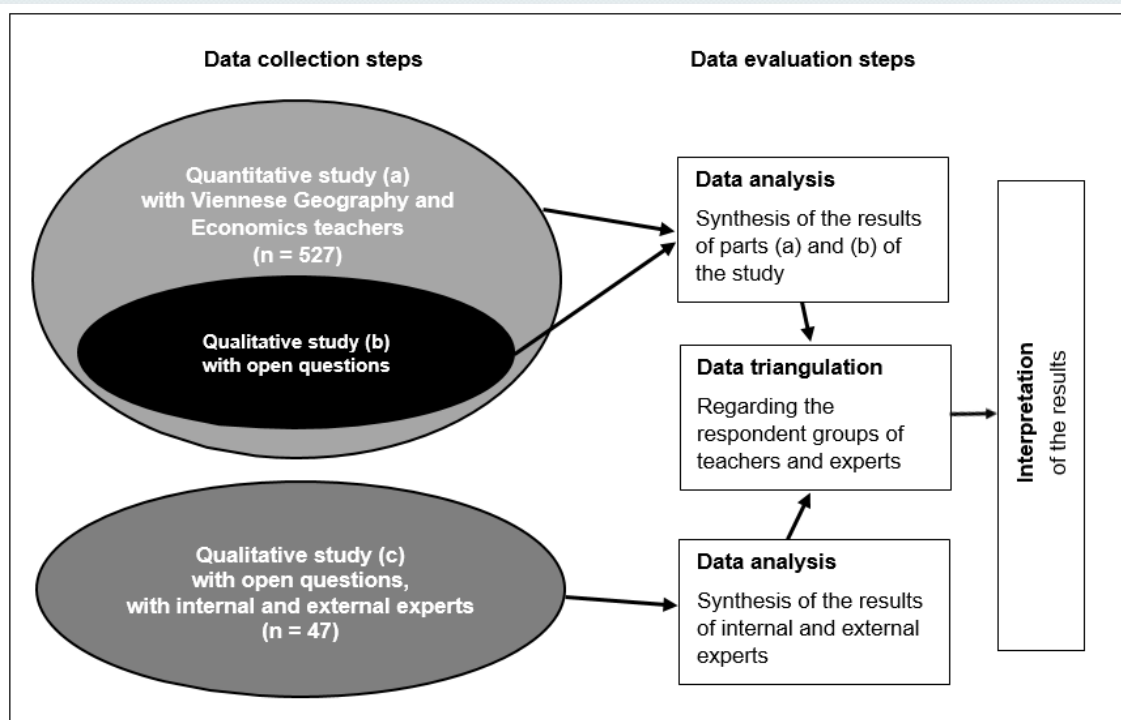 Data collection steps
Data evaluation steps
Quantitative study (a)
with Viennese Geography and
Economics teachers
(n = 527)
Qualitative study (b)
with open questions
Qualitative study (c)
with open questions,
with internal and external experts
(n = 47)
Data analysis
Synthesis of the results
of parts (a) and (b) of
the study
Data triangulation
Regarding the
respondent groups of
teachers and experts
Data analysis
Synthesis of the results
of internal and external
experts
Interpretation
of the results